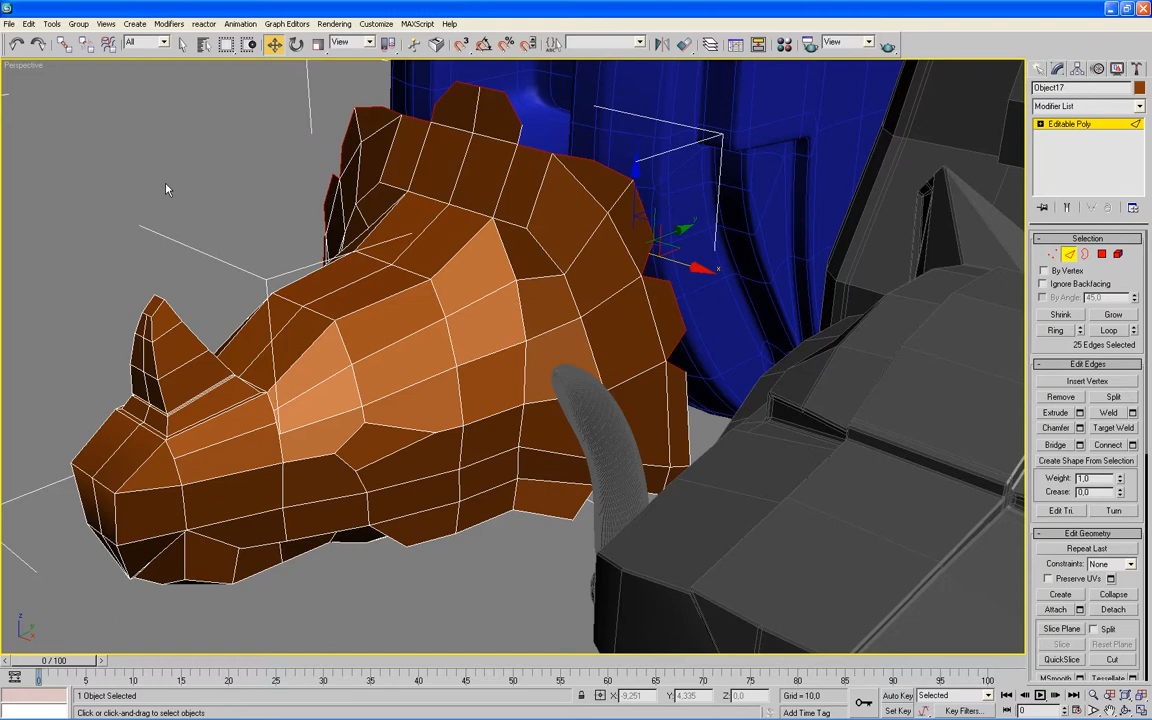 File Edit Tools Group Views Create Modifiers reactor Animation Graph Editors Rendering Customize MAXScript Help
All View View
Perspective
Object17
Modifier List
Editable Poly
z
y
x
Selection
By Vertex
Ignore Backfacing
By Angle: 45,0
Shrink Grow
Ring Loop
25 Edges Selected
Edit Edges
Insert Vertex
Remove Split
Extrude Weld
Chamfer Target Weld
Bridge Connect
Create Shape From Selection
Weight: 1,0
Crease: 0,0
Edit Tri. Turn
Edit Geometry
Repeat Last
Constraints: None
Preserve UVs
Create Collapse
Attach Detach
Slice Plane Split
Slice Reset Plane
QuickSlice Cut
MSmooth Tessellate
z
y
x
0 / 100
0 5 10 15 20 25 30 35 40 45 50 55 60 65 70 75 80 85 90 95 100
1 Object Selected X: -9,251 Y: 4,335 Z: 0,0 Grid = 10,0 Auto Key Selected
Click or click-and-drag to select objects Add Time Tag Set Key Key Filters... 0